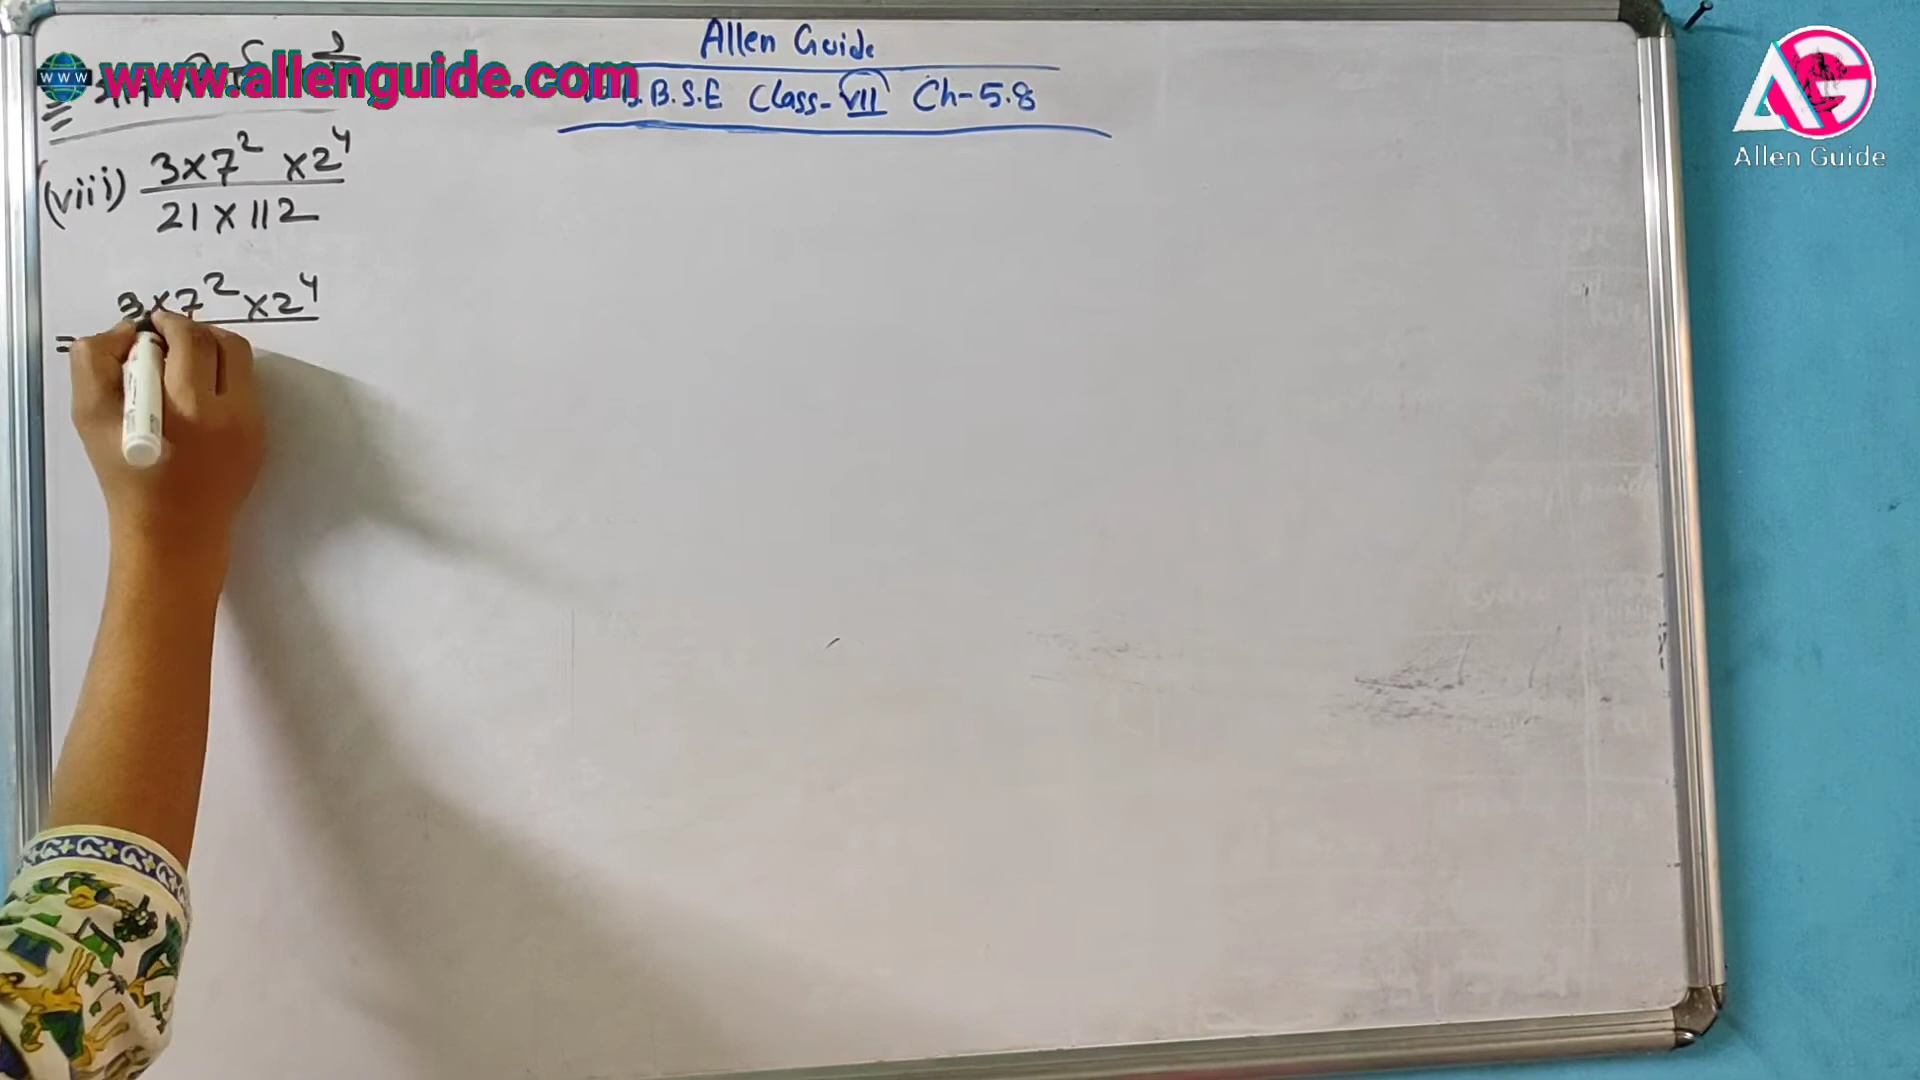 Allen Guide
www.allenguide.com
B.S.E Class-VII Ch-5.8
AG
Allen Guide
(viii) 3×7² ×2⁴
21×112
= 3×7²×2⁴